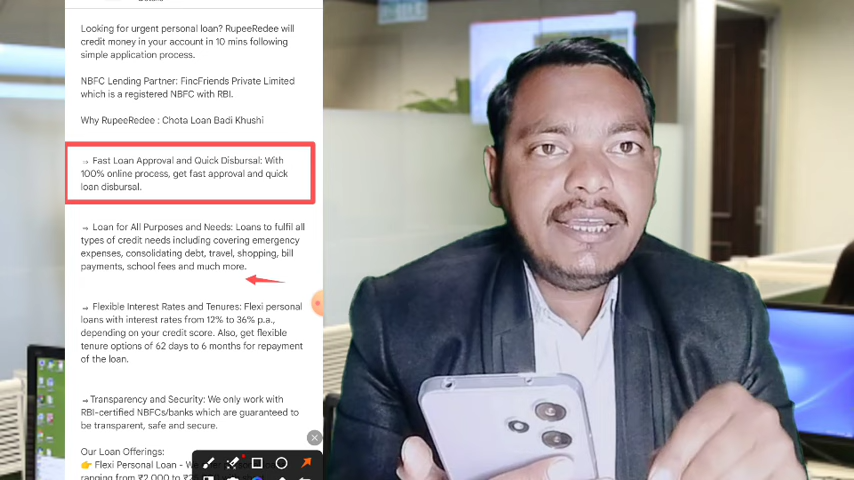 Looking for urgent personal loan? RupeeRedee will
credit money in your account in 10 mins following
simple application process.
NBFC Lending Partner: FincFriends Private Limited
which is a registered NBFC with RBI.
Why RupeeRedee : Chota Loan Badi Khushi
→ Fast Loan Approval and Quick Disbursal: With
100% online process, get fast approval and quick
loan disbursal.
→ Loan for All Purposes and Needs: Loans to fulfil all
types of credit needs including covering emergency
expenses, consolidating debt, travel, shopping, bill
payments, school fees and much more.
→ Flexible Interest Rates and Tenures: Flexi personal
loans with interest rates from 12% to 36% p.a.,
depending on your credit score. Also, get flexible
tenure options of 62 days to 6 months for repayment
of the loan.
→ Transparency and Security: We only work with
RBI-certified NBFCs/banks which are guaranteed to
be transparent, safe and secure.
Our Loan Offerings:
👉 Flexi Personal Loan -
ranging from ₹2,000 to